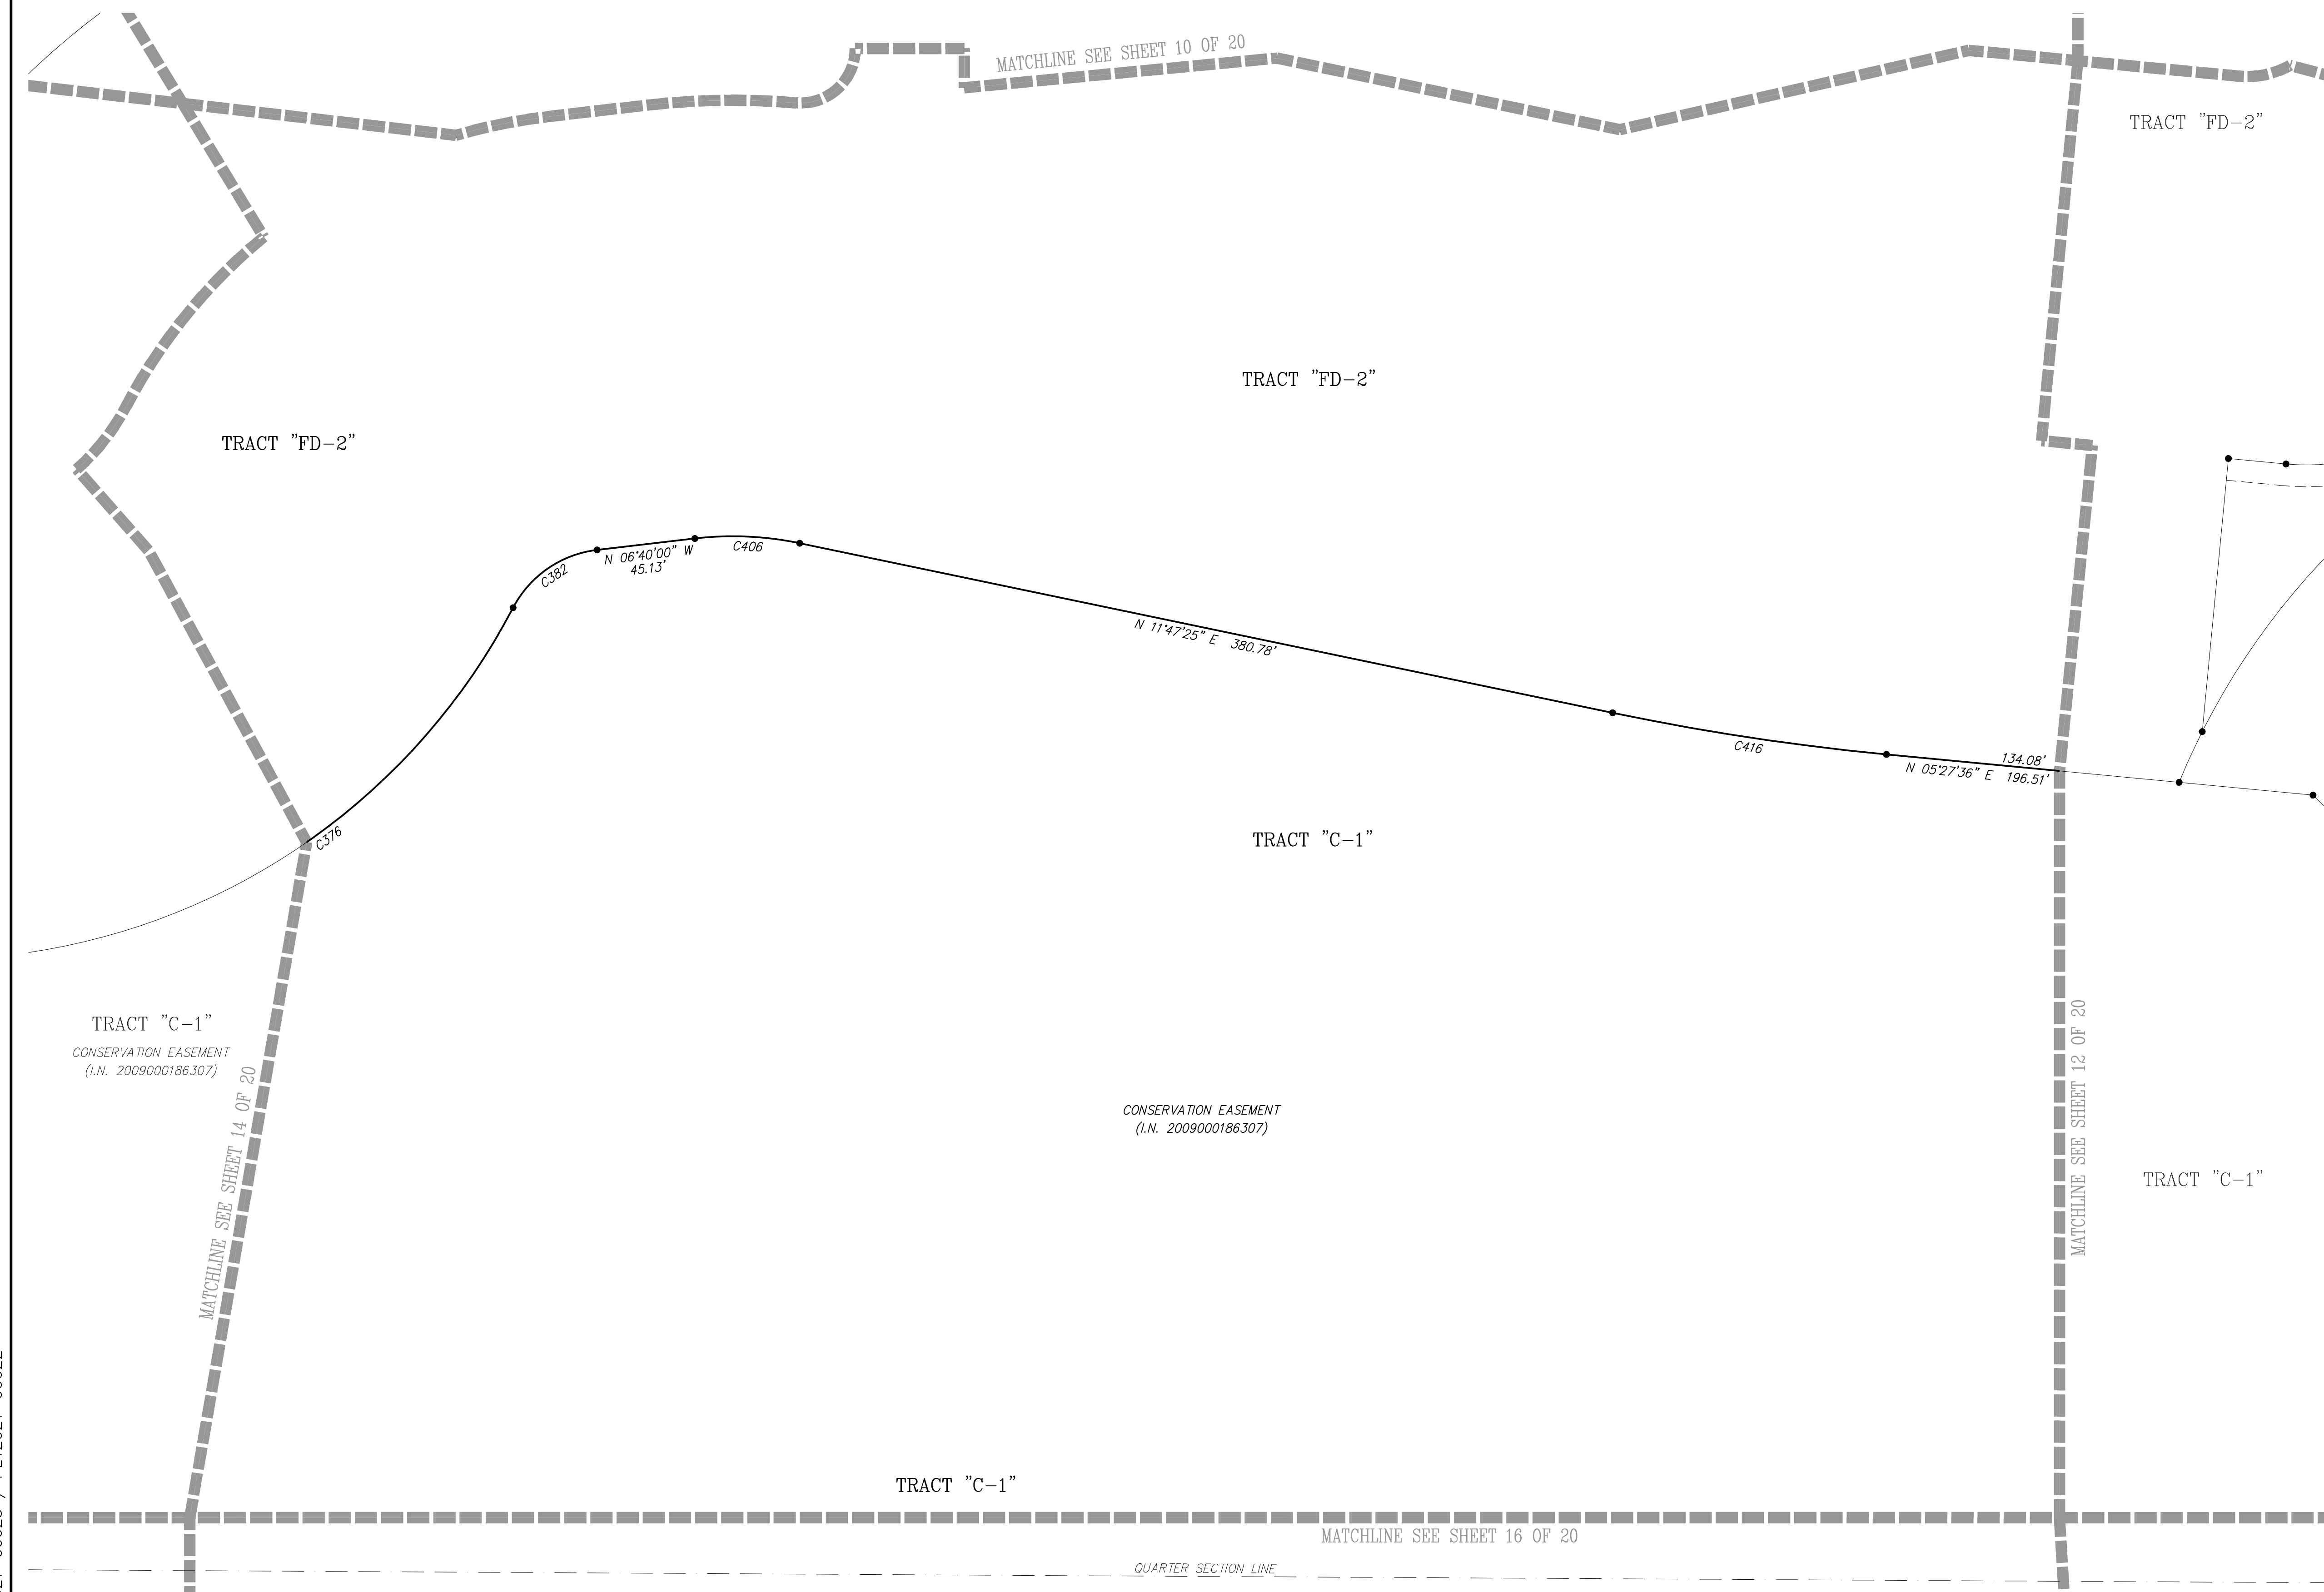 MATCHLINE SEE SHEET 10 OF 20
TRACT "FD-2"
TRACT "FD-2"
TRACT "FD-2"
C382
N 06°40'00" W
45.13'
C406
N 11°47'25" E 380.78'
C416
134.08'
N 05°27'36" E 196.51'
C376
TRACT "C-1"
TRACT "C-1"
CONSERVATION EASEMENT
(I.N. 2009000186307)
MATCHLINE SEE SHEET 14 OF 20
CONSERVATION EASEMENT
(I.N. 2009000186307)
MATCHLINE SEE SHEET 12 OF 20
TRACT "C-1"
TRACT "C-1"
MATCHLINE SEE SHEET 16 OF 20
QUARTER SECTION LINE